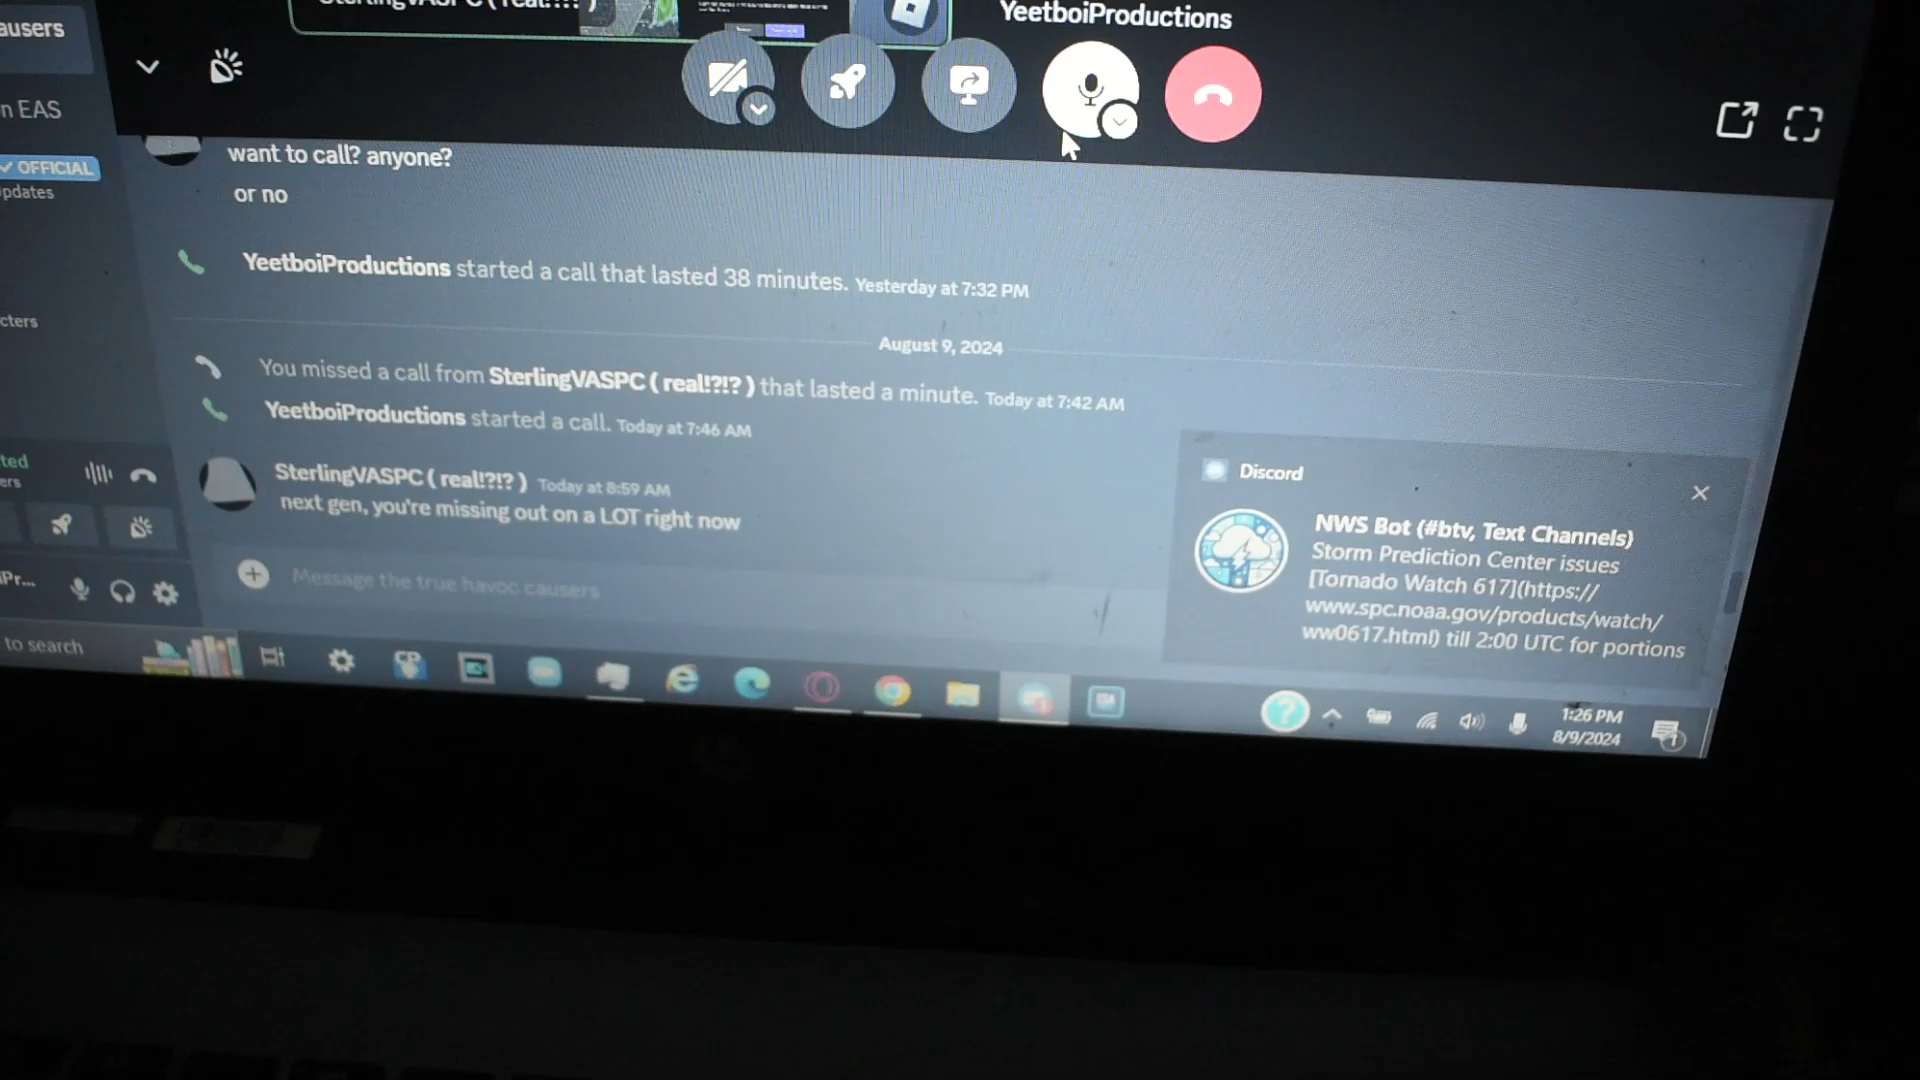 YeetboiProductions
ausers
n EAS
✓ OFFICIAL
pdates
cters
want to call? anyone?
or no
YeetboiProductions started a call that lasted 38 minutes. Yesterday at 7:32 PM
August 9, 2024
You missed a call from SterlingVASPC ( real!?!? ) that lasted a minute. Today at 7:42 AM
YeetboiProductions started a call. Today at 7:46 AM
SterlingVASPC ( real!?!? ) Today at 8:59 AM
next gen, you're missing out on a LOT right now
Message the true havoc causers
ted
ers
Pr...
Discord
NWS Bot (#btv, Text Channels)
Storm Prediction Center issues
[Tornado Watch 617](https://
www.spc.noaa.gov/products/watch/
ww0617.html) till 2:00 UTC for portions
to search
1:26 PM
8/9/2024
1